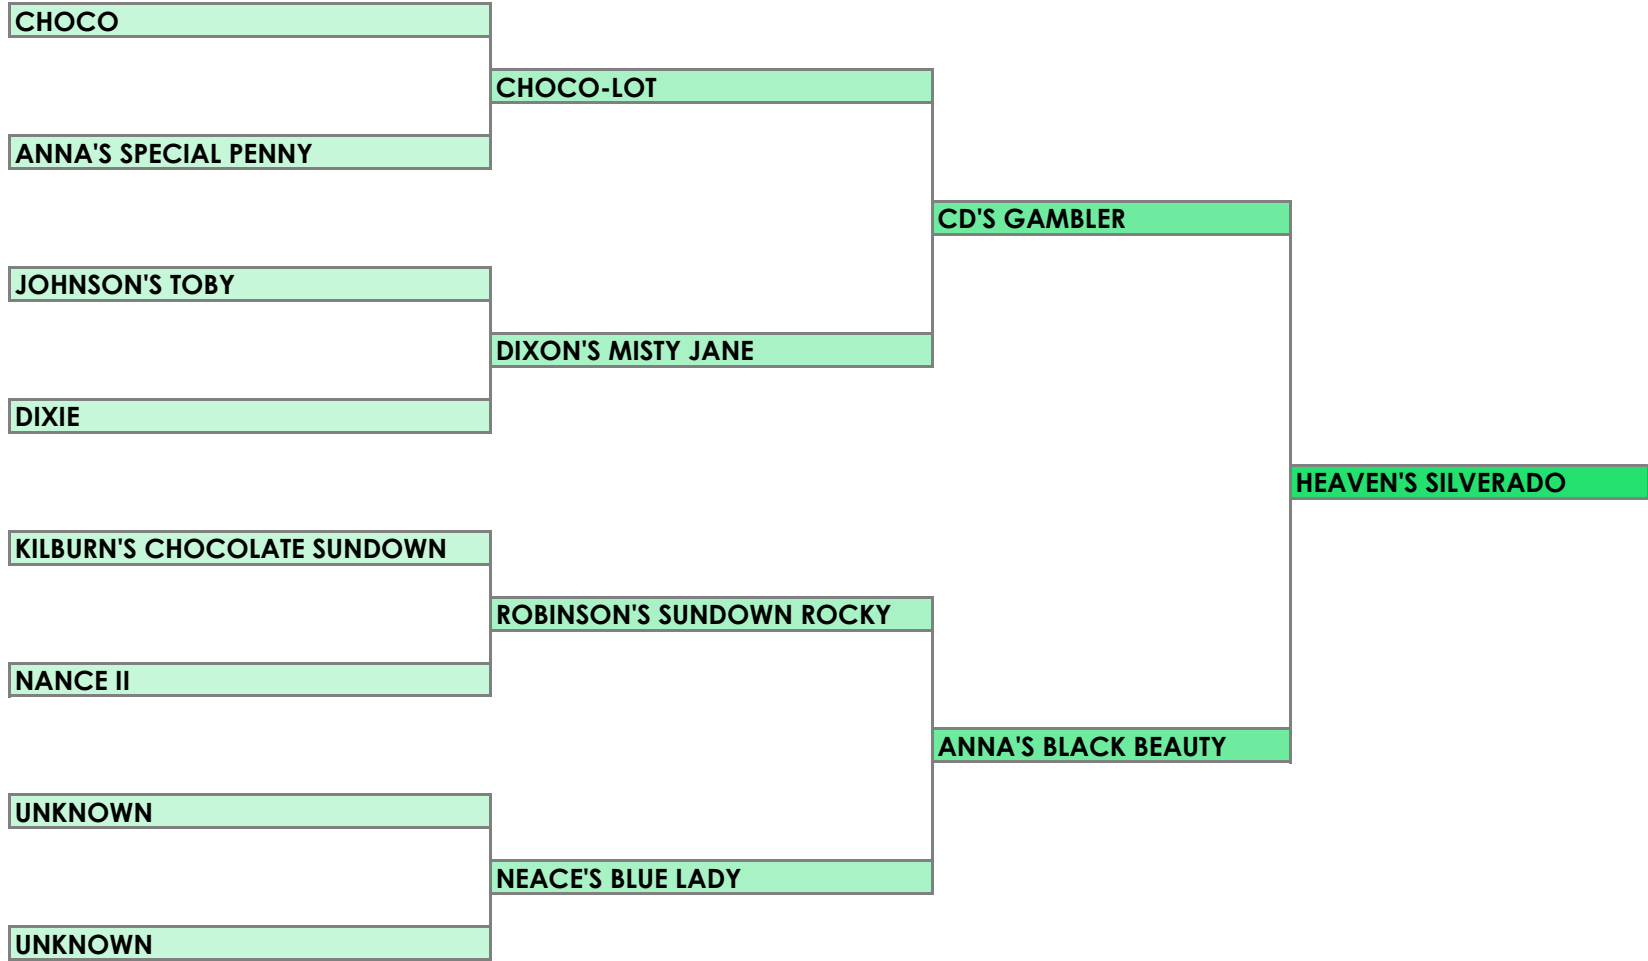 CHOCO
CHOCO-LOT
ANNA'S SPECIAL PENNY
CD'S GAMBLER
JOHNSON'S TOBY
DIXON'S MISTY JANE
DIXIE
HEAVEN'S SILVERADO
KILBURN'S CHOCOLATE SUNDOWN
ROBINSON'S SUNDOWN ROCKY
NANCE II
ANNA'S BLACK BEAUTY
UNKNOWN
NEACE'S BLUE LADY
UNKNOWN